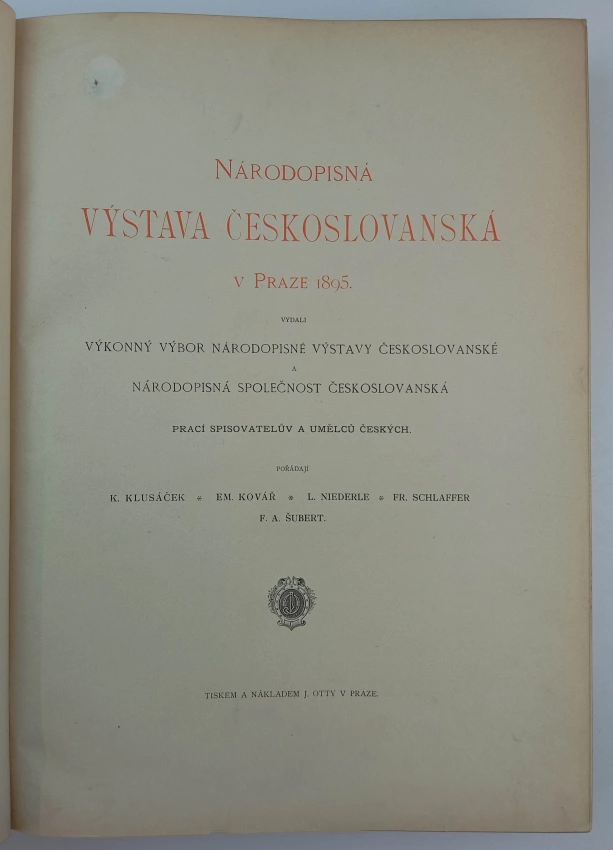 NÁRODOPISNÁ
VÝSTAVA ČESKOSLOVANSKÁ
V PRAZE 1895.
VYDALI
VÝKONNÝ VÝBOR NÁRODOPISNÉ VÝSTAVY ČESKOSLOVANSKÉ
A
NÁRODOPISNÁ SPOLEČNOST ČESKOSLOVANSKÁ
PRACÍ SPISOVATELŮV A UMĚLCŮ ČESKÝCH.
POŘÁDAJÍ
K. KLUSÁČEK * EM. KOVÁŘ * L. NIEDERLE * FR. SCHLAFFER
F. A. ŠUBERT.
TISKEM A NÁKLADEM J. OTTY V PRAZE.